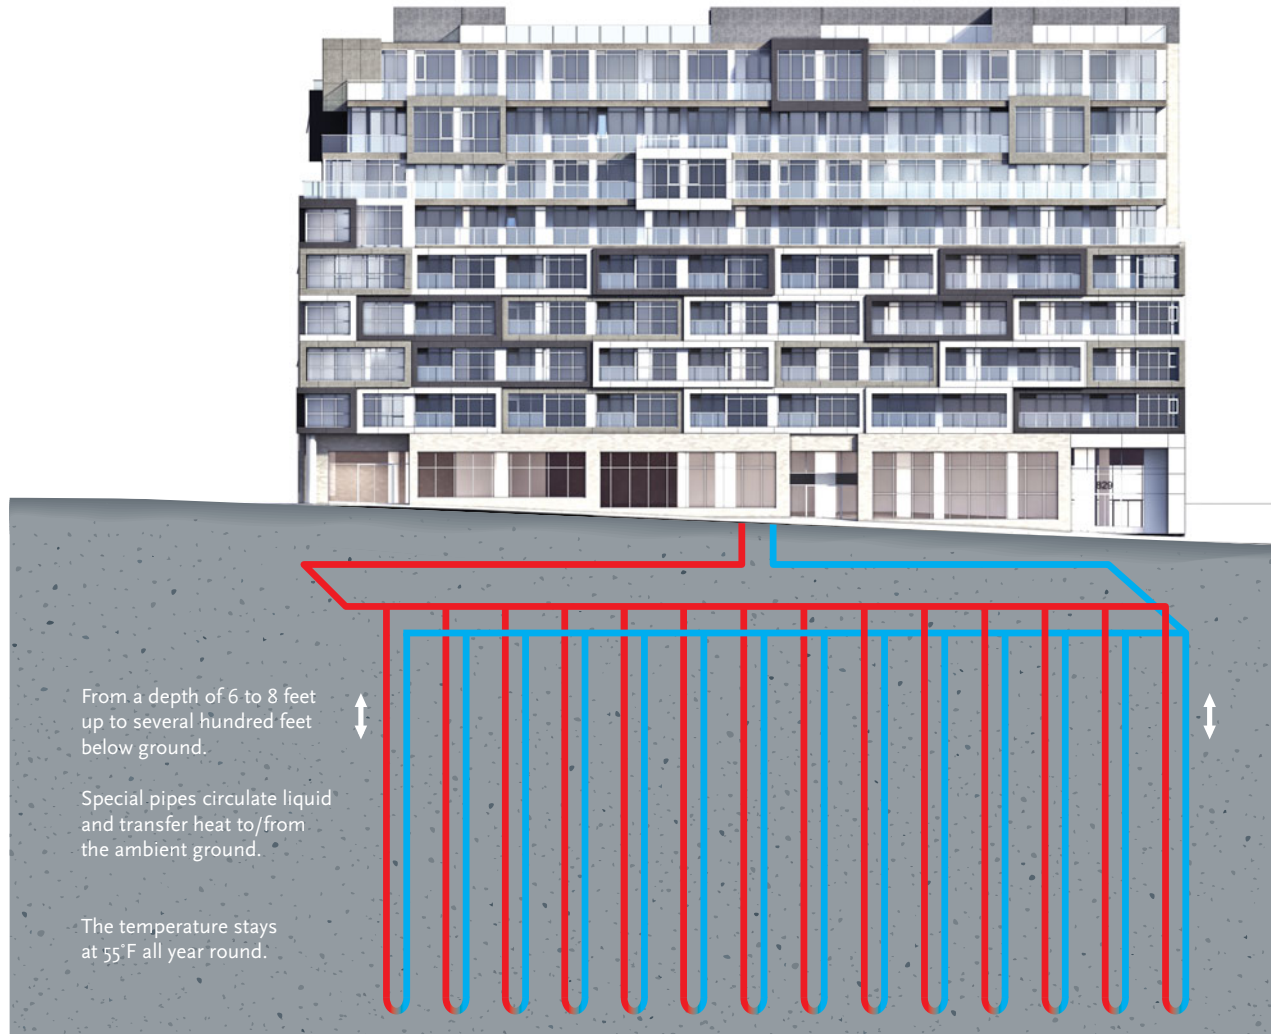 829
From a depth of 6 to 8 feet
up to several hundred feet
below ground.
Special pipes circulate liquid
and transfer heat to/from
the ambient ground.
The temperature stays
at 55°F all year round.